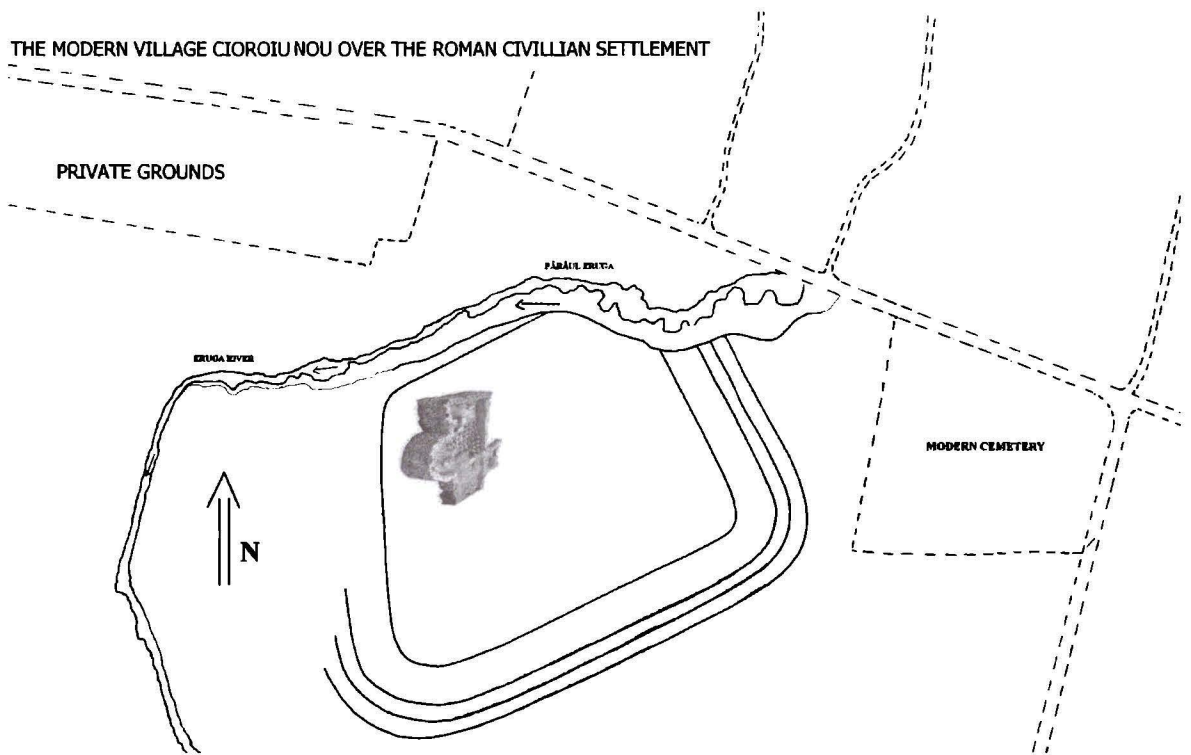 THE MODERN VILLAGE CIOROIU NOU OVER THE ROMAN CIVILLIAN SETTLEMENT
PRIVATE GROUNDS
PÂRÂUL ERUGA
ERUGA RIVER
MODERN CEMETERY
N